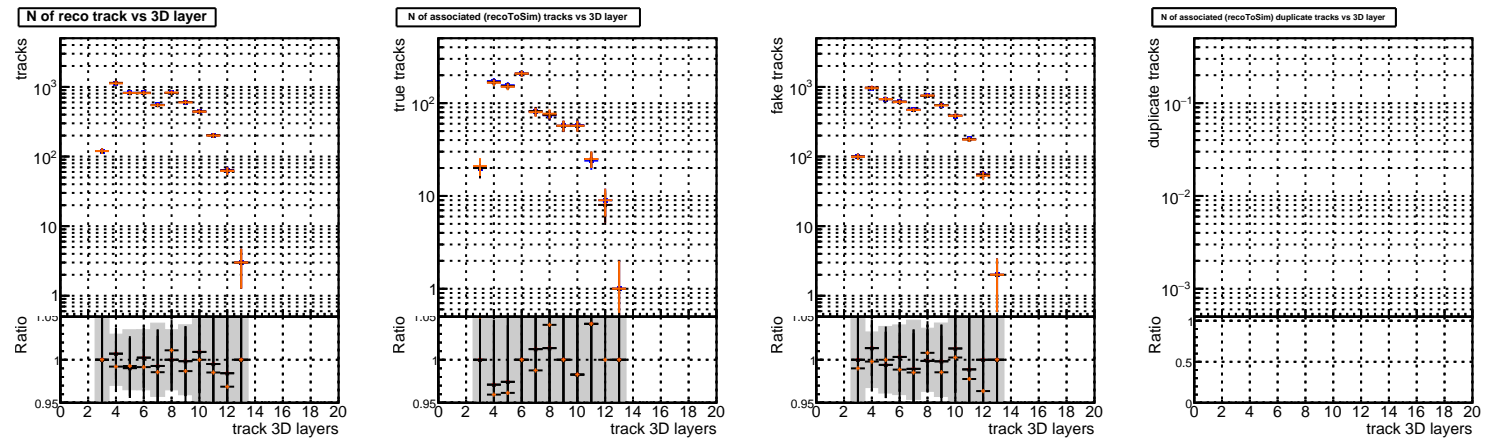 N of reco track vs 3D layer
tracks
10³
10²
10
1
Ratio
1.05
1
0.95
0 2 4 6 8 10 12 14 16 18 20
track 3D layers
N of associated (recoToSim) tracks vs 3D layer
true tracks
10²
10
1
Ratio
1.05
1
0.95
0 2 4 6 8 10 12 14 16 18 20
track 3D layers
fake tracks
10³
10²
10
1
Ratio
1.05
1
0.95
0 2 4 6 8 10 12 14 16 18 20
track 3D layers
N of associated (recoToSim) duplicate tracks vs 3D layer
duplicate tracks
10⁻¹
10⁻²
10⁻³
Ratio
1
0.5
0
0 2 4 6 8 10 12 14 16 18 20
track 3D layers